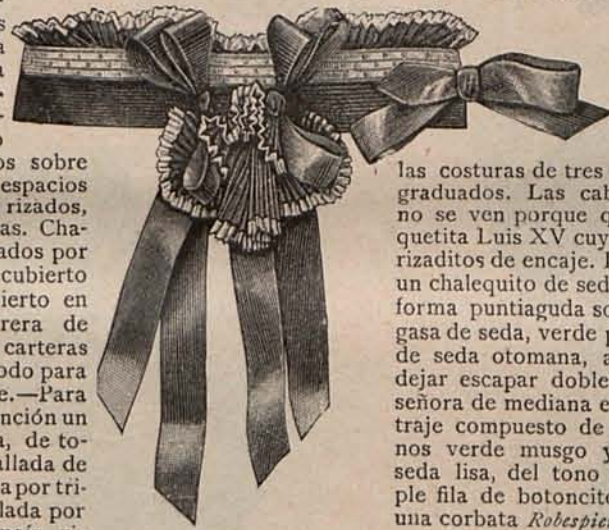 s
a
a
o
os sobre
espacios
rizados,
as. Cha-
ados por
cubierto
ierto en
rera de
carteras
odo para
e.—Para
nción un
a, de to-
allada de
a por tri-
lada por
las costuras de tres
graduados. Las cal
no se ven porque q
quetita Luis XV cuy
rizaditos de encaje. 
un chalequito de sed
forma puntiaguda so
gasa de seda, verde p
de seda otomana, a
dejar escapar doble
señora de mediana e
traje compuesto de
nos verde musgo y
seda lisa, del tono
ple fila de botoncito
una corbata Robespie